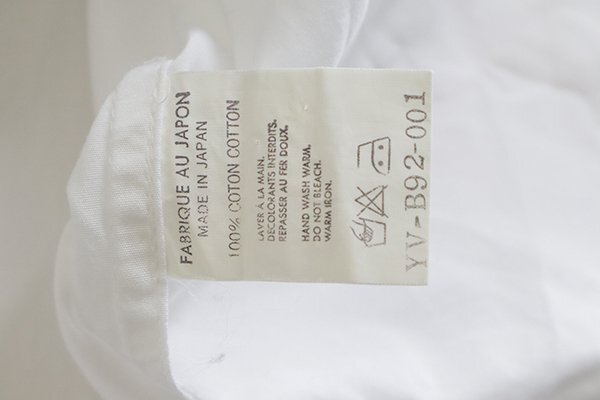 FABRIQUE AU JAPON
MADE IN JAPAN
100% COTON COTTON
LAVER À LA MAIN.
DECOLORANTS INTERDITS.
REPASSER AU FER DOUX.
HAND WASH WARM.
DO NOT BLEACH.
WARM IRON.
YV-B92-001